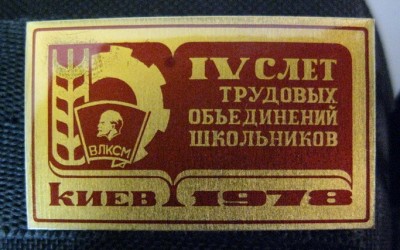 IV СЛЕТ
ТРУДОВЫХ
ОБЪЕДИНЕНИЙ
ШКОЛЬНИКОВ
ВЛКСМ
КИЕВ 1978